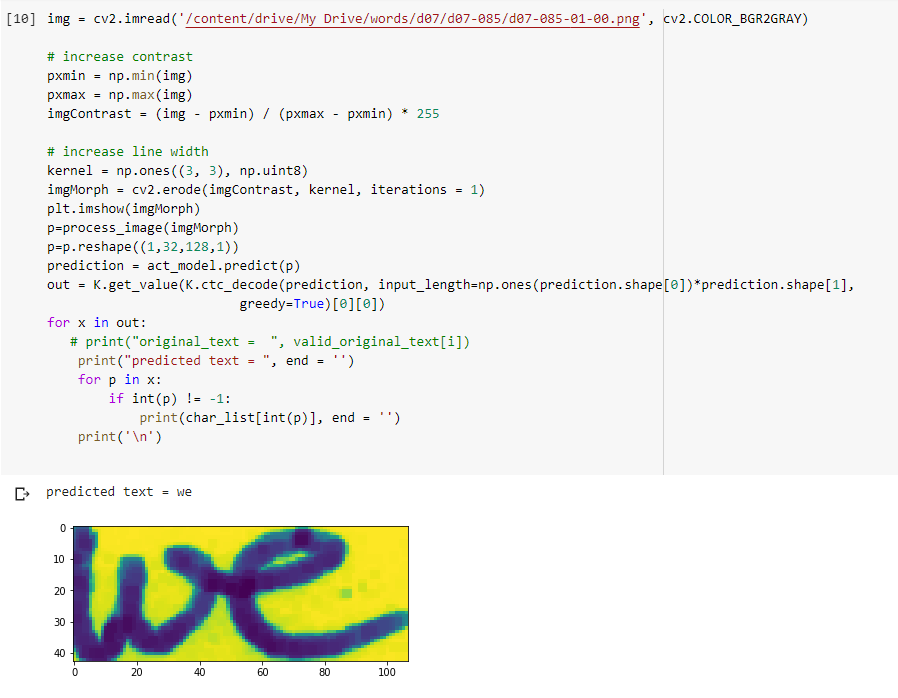 [10] img = cv2.imread('/content/drive/My Drive/words/d07/d07-085/d07-085-01-00.png', cv2.COLOR_BGR2GRAY)
# increase contrast
pxmin = np.min(img)
pxmax = np.max(img)
imgContrast = (img - pxmin) / (pxmax - pxmin) * 255
# increase line width
kernel = np.ones((3, 3), np.uint8)
imgMorph = cv2.erode(imgContrast, kernel, iterations = 1)
plt.imshow(imgMorph)
p=process_image(imgMorph)
p=p.reshape((1,32,128,1))
prediction = act_model.predict(p)
out = K.get_value(K.ctc_decode(prediction, input_length=np.ones(prediction.shape[0])*prediction.shape[1],
greedy=True)[0][0])
for x in out:
# print("original_text =  ", valid_original_text[i])
print("predicted text = ", end = '')
for p in x:
if int(p) != -1:
print(char_list[int(p)], end = '')
print('\n')
predicted text = we
0
10
20
30
40
we
0 20 40 60 80 100